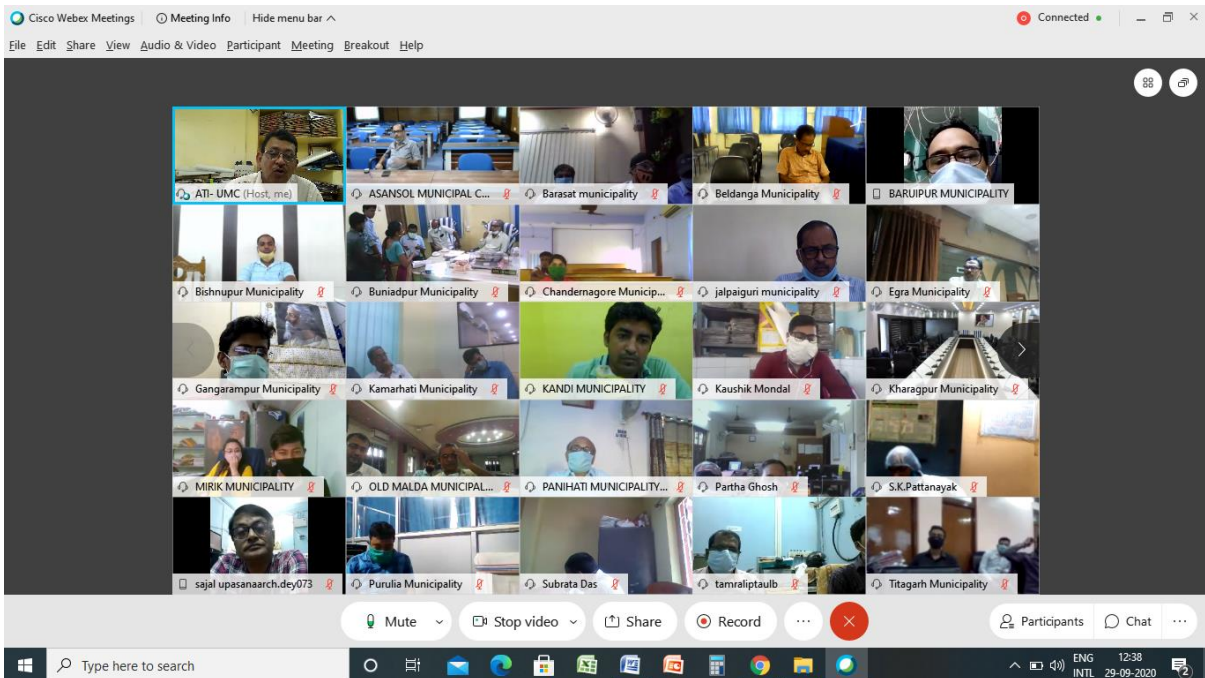 Cisco Webex Meetings Meeting Info Hide menu bar Connected
File Edit Share View Audio & Video Participant Meeting Breakout Help
ATI- UMC (Host, me) ASANSOL MUNICIPAL C... Barasat municipality Beldanga Municipality BARUIPUR MUNICIPALITY
Bishnupur Municipality Buniadpur Municipality Chandernagore Municip... jalpaiguri municipality Egra Municipality
Gangarampur Municipality Kamarhati Municipality KANDI MUNICIPALITY Kaushik Mondal Kharagpur Municipality
MIRIK MUNICIPALITY OLD MALDA MUNICIPAL... PANIHATI MUNICIPALITY... Partha Ghosh S.K.Pattanayak
sajal upasanaarch.dey073 Purulia Municipality Subrata Das tamraliptaulb Titagarh Municipality
Mute Stop video Share Record Participants Chat
Type here to search ENG 12:38
INTL 29-09-2020 2